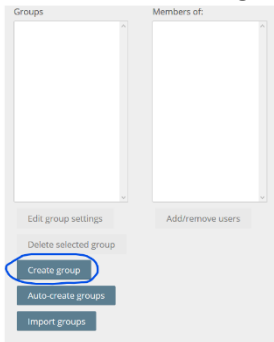 Groups Members of:
Edit group settings Add/remove users
Delete selected group
Create group
Auto-create groups
Import groups